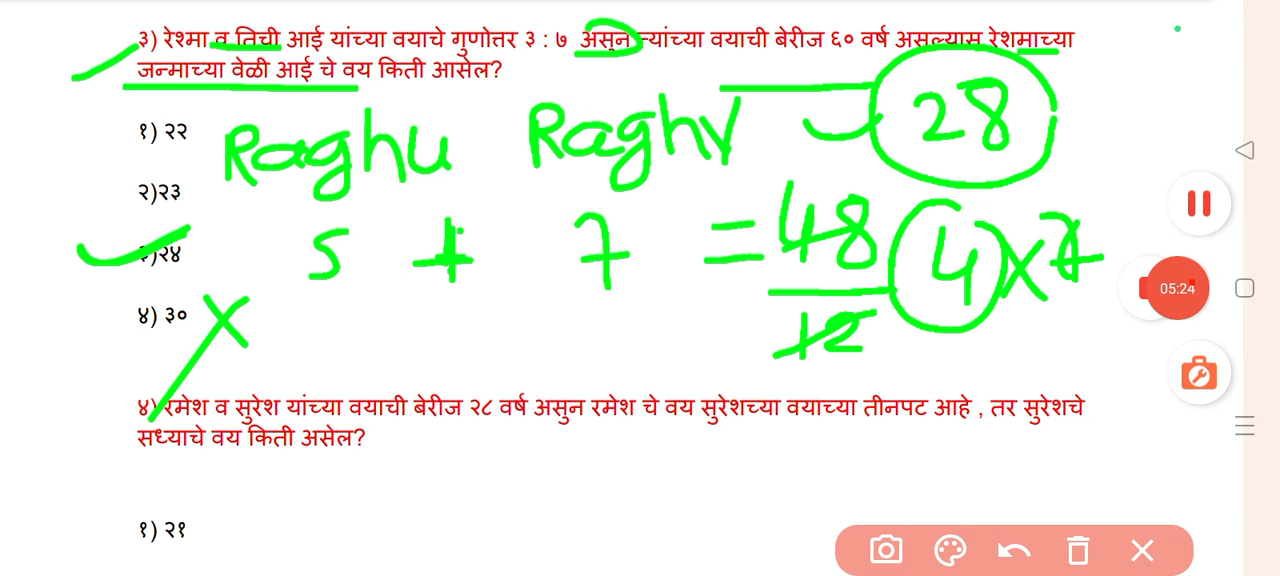 ३) रेश्मा व तिची आई यांच्या वयाचे गुणोत्तर ३ : ७ असुन त्यांच्या वयाची बेरीज ६० वर्ष असल्यास रेशमाच्या
जन्माच्या वेळी आई चे वय किती आसेल?
28
१) २२ Raghu Raghv
२)२३
३)२४ 5 + 7 = 48 4 x 7
12
05:24
४) ३०
४) रमेश व सुरेश यांच्या वयाची बेरीज २८ वर्ष असुन रमेश चे वय सुरेशच्या वयाच्या तीनपट आहे , तर सुरेशचे
सध्याचे वय किती असेल?
१) २१